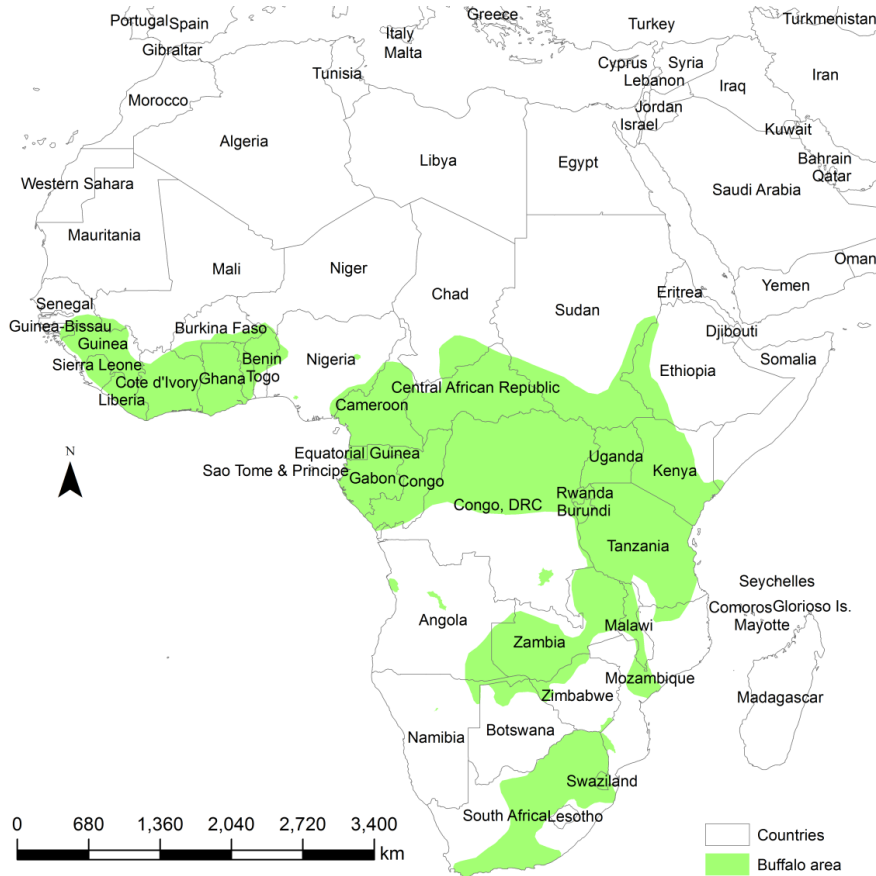 Greece
Portugal
Spain
Turkmenistan
Turkey
Italy
Gibraltar
Malta
Cyprus
Syria
Tunisia
Lebanon
Iran
Iraq
Morocco
Jordan
Israel
Kuwait
Algeria
Libya
Egypt
Bahrain
Qatar
Western Sahara
Saudi Arabia
Mauritania
Oman
Mali
Niger
Yemen
Chad
Eritrea
Senegal
Sudan
Guinea-Bissau
Burkina Faso
Djibouti
Guinea
Benin
Nigeria
Somalia
Sierra Leone
Ethiopia
Cote d'Ivory
Ghana
Togo
Central African Republic
Liberia
Cameroon
N
Equatorial Guinea
Uganda
Sao Tome & Principe
Kenya
Gabon
Congo
Rwanda
Congo, DRC
Burundi
Tanzania
Seychelles
Comoros
Glorioso Is.
Angola
Malawi
Mayotte
Zambia
Mozambique
Zimbabwe
Madagascar
Botswana
Namibia
Swaziland
South Africa
Lesotho
0 680 1,360 2,040 2,720 3,400
km
Countries
Buffalo area